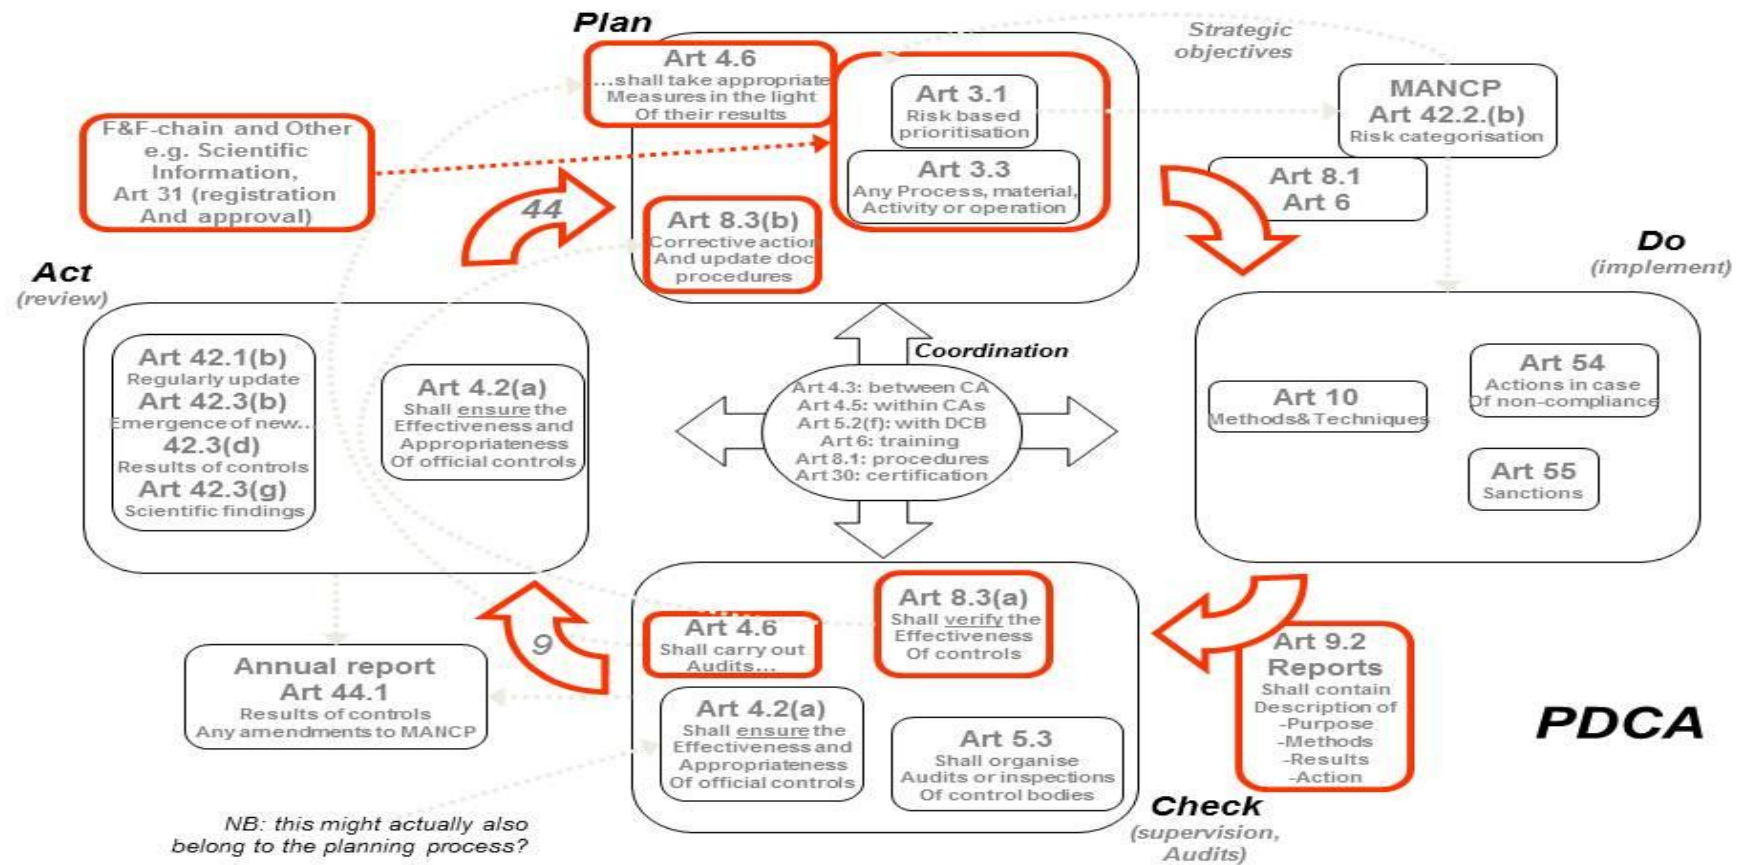 Plan
Strategic
objectives
Art 4.6
...shall take appropriate
Measures in the light
Of their results
Art 3.1
Risk based
prioritisation
Art 3.3
Any Process, material,
Activity or operation
Art 8.3(b)
Corrective action
And update doc
procedures
MANCP
Art 42.2.(b)
Risk categorisation
Art 8.1
Art 6
F&F-chain and Other
e.g. Scientific
Information,
Art 31 (registration
And approval)
44
Do
(implement)
Act
(review)
Art 42.1(b)
Regularly update
Art 42.3(b)
Emergence of new...
42.3(d)
Results of controls
Art 42.3(g)
Scientific findings
Art 4.2(a)
Shall ensure the
Effectiveness and
Appropriateness
Of official controls
Coordination
Art 4.3: between CA
Art 4.5: within CAs
Art 5.2(f): with DCB
Art 6: training
Art 8.1: procedures
Art 30: certification
Art 10
Methods& Techniques
Art 54
Actions in case
Of non-compliance
Art 55
Sanctions
9
Art 4.6
Shall carry out
Audits...
Art 8.3(a)
Shall verify the
Effectiveness
Of controls
Art 4.2(a)
Shall ensure the
Effectiveness and
Appropriateness
Of official controls
Art 5.3
Shall organise
Audits or inspections
Of control bodies
Art 9.2
Reports
Shall contain
Description of
-Purpose
-Methods
-Results
-Action
Annual report
Art 44.1
Results of controls
Any amendments to MANCP
PDCA
Check
(supervision,
Audits)
NB: this might actually also
belong to the planning process?